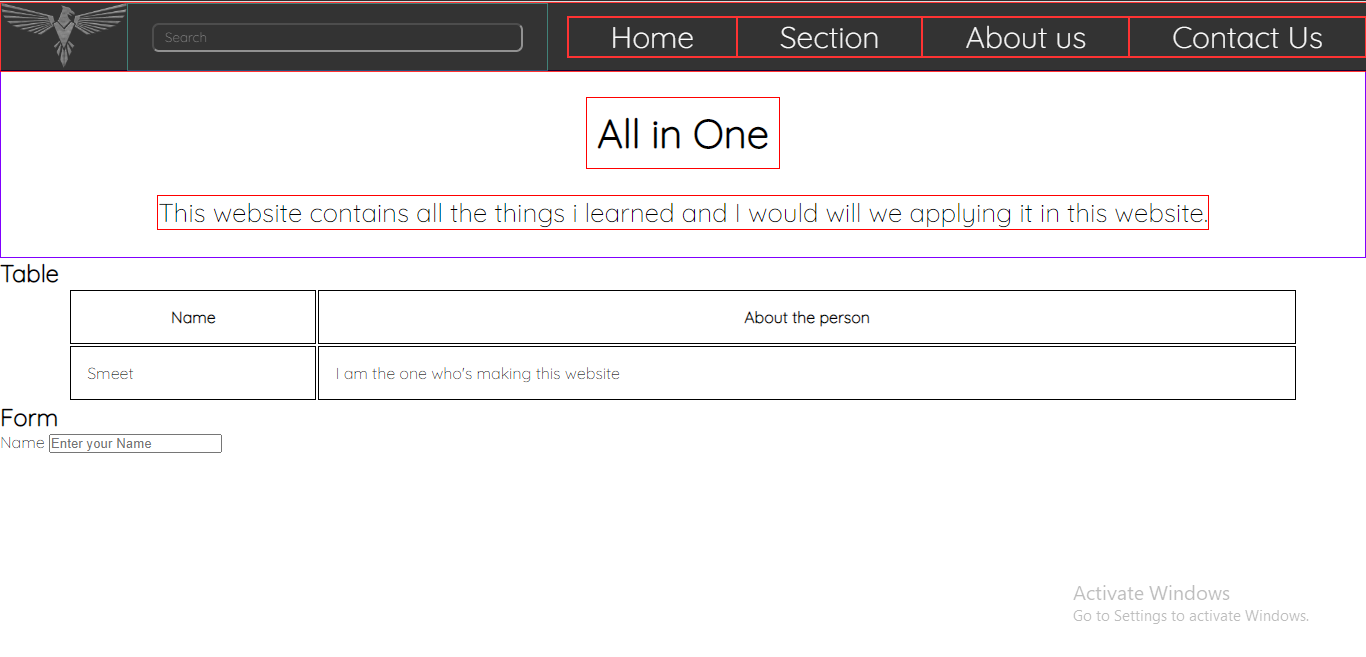 Search
Home Section About us Contact Us
All in One
This website contains all the things i learned and I would will we applying it in this website.
Table
Name About the person
Smeet I am the one who's making this website
Form
Name Enter your Name
Activate Windows
Go to Settings to activate Windows.